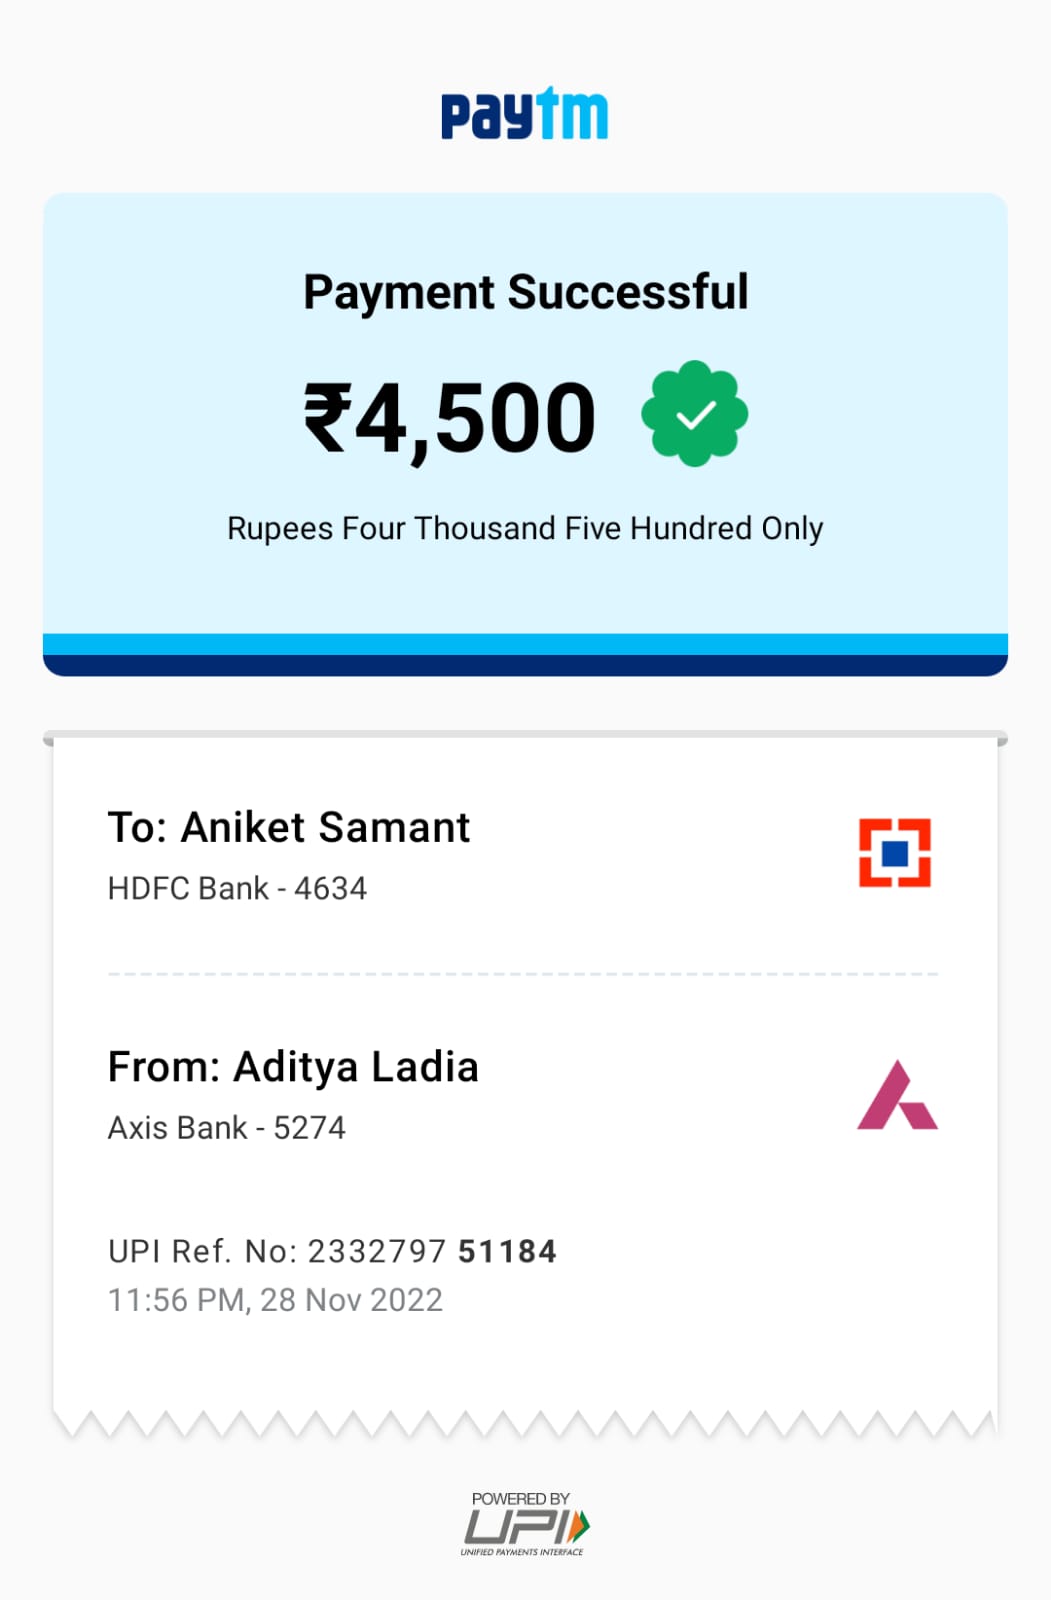 paytm
Payment Successful
₹4,500
Rupees Four Thousand Five Hundred Only
To: Aniket Samant
HDFC Bank - 4634
From: Aditya Ladia
Axis Bank - 5274
UPI Ref. No: 2332797 51184
11:56 PM, 28 Nov 2022
POWERED BY
UPI
UNIFIED PAYMENTS INTERFACE